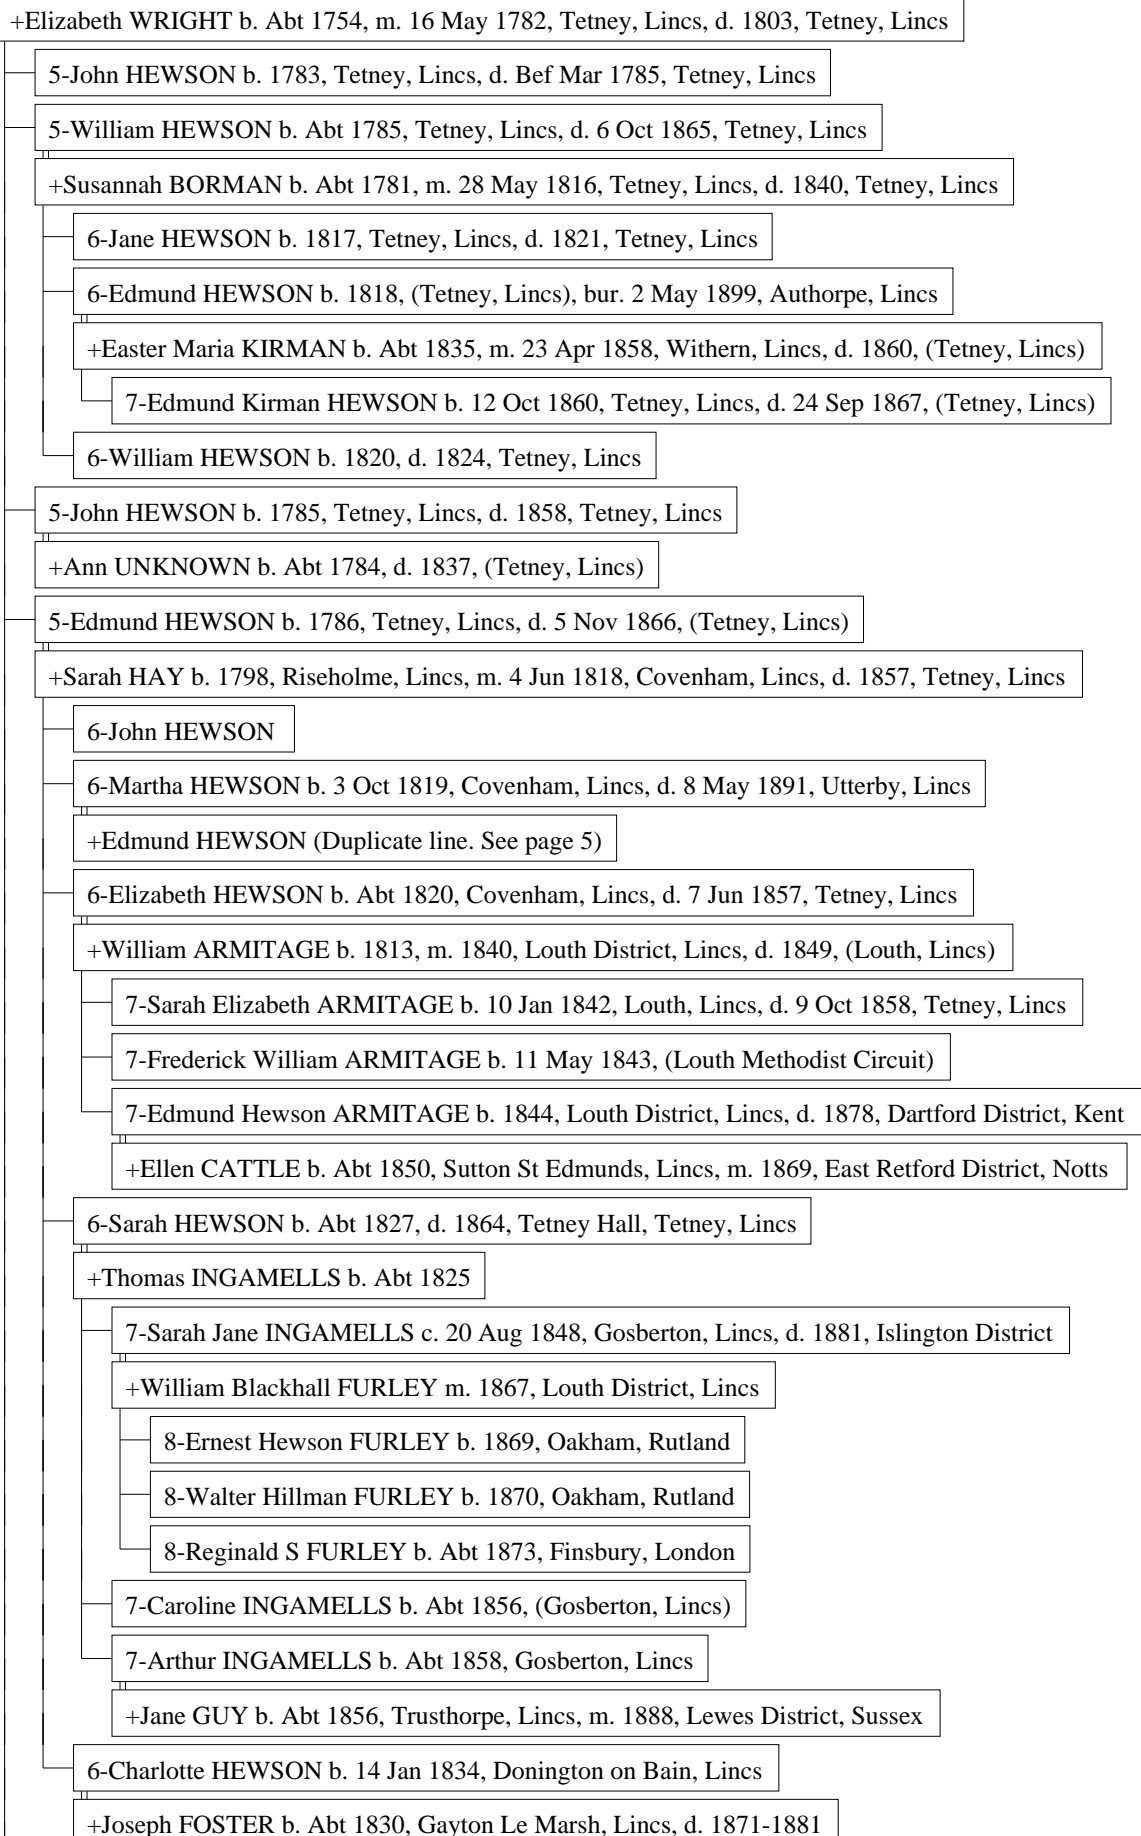 +Elizabeth WRIGHT b. Abt 1754, m. 16 May 1782, Tetney, Lincs, d. 1803, Tetney, Lincs
5-John HEWSON b. 1783, Tetney, Lincs, d. Bef Mar 1785, Tetney, Lincs
5-William HEWSON b. Abt 1785, Tetney, Lincs, d. 6 Oct 1865, Tetney, Lincs
+Susannah BORMAN b. Abt 1781, m. 28 May 1816, Tetney, Lincs, d. 1840, Tetney, Lincs
6-Jane HEWSON b. 1817, Tetney, Lincs, d. 1821, Tetney, Lincs
6-Edmund HEWSON b. 1818, (Tetney, Lincs), bur. 2 May 1899, Authorpe, Lincs
+Easter Maria KIRMAN b. Abt 1835, m. 23 Apr 1858, Withern, Lincs, d. 1860, (Tetney, Lincs)
7-Edmund Kirman HEWSON b. 12 Oct 1860, Tetney, Lincs, d. 24 Sep 1867, (Tetney, Lincs)
6-William HEWSON b. 1820, d. 1824, Tetney, Lincs
5-John HEWSON b. 1785, Tetney, Lincs, d. 1858, Tetney, Lincs
+Ann UNKNOWN b. Abt 1784, d. 1837, (Tetney, Lincs)
5-Edmund HEWSON b. 1786, Tetney, Lincs, d. 5 Nov 1866, (Tetney, Lincs)
+Sarah HAY b. 1798, Riseholme, Lincs, m. 4 Jun 1818, Covenham, Lincs, d. 1857, Tetney, Lincs
6-John HEWSON
6-Martha HEWSON b. 3 Oct 1819, Covenham, Lincs, d. 8 May 1891, Utterby, Lincs
+Edmund HEWSON (Duplicate line. See page 5)
6-Elizabeth HEWSON b. Abt 1820, Covenham, Lincs, d. 7 Jun 1857, Tetney, Lincs
+William ARMITAGE b. 1813, m. 1840, Louth District, Lincs, d. 1849, (Louth, Lincs)
7-Sarah Elizabeth ARMITAGE b. 10 Jan 1842, Louth, Lincs, d. 9 Oct 1858, Tetney, Lincs
7-Frederick William ARMITAGE b. 11 May 1843, (Louth Methodist Circuit)
7-Edmund Hewson ARMITAGE b. 1844, Louth District, Lincs, d. 1878, Dartford District, Kent
+Ellen CATTLE b. Abt 1850, Sutton St Edmunds, Lincs, m. 1869, East Retford District, Notts
6-Sarah HEWSON b. Abt 1827, d. 1864, Tetney Hall, Tetney, Lincs
+Thomas INGAMELLS b. Abt 1825
7-Sarah Jane INGAMELLS c. 20 Aug 1848, Gosberton, Lincs, d. 1881, Islington District
+William Blackhall FURLEY m. 1867, Louth District, Lincs
8-Ernest Hewson FURLEY b. 1869, Oakham, Rutland
8-Walter Hillman FURLEY b. 1870, Oakham, Rutland
8-Reginald S FURLEY b. Abt 1873, Finsbury, London
7-Caroline INGAMELLS b. Abt 1856, (Gosberton, Lincs)
7-Arthur INGAMELLS b. Abt 1858, Gosberton, Lincs
+Jane GUY b. Abt 1856, Trusthorpe, Lincs, m. 1888, Lewes District, Sussex
6-Charlotte HEWSON b. 14 Jan 1834, Donington on Bain, Lincs
+Joseph FOSTER b. Abt 1830, Gayton Le Marsh, Lincs, d. 1871-1881